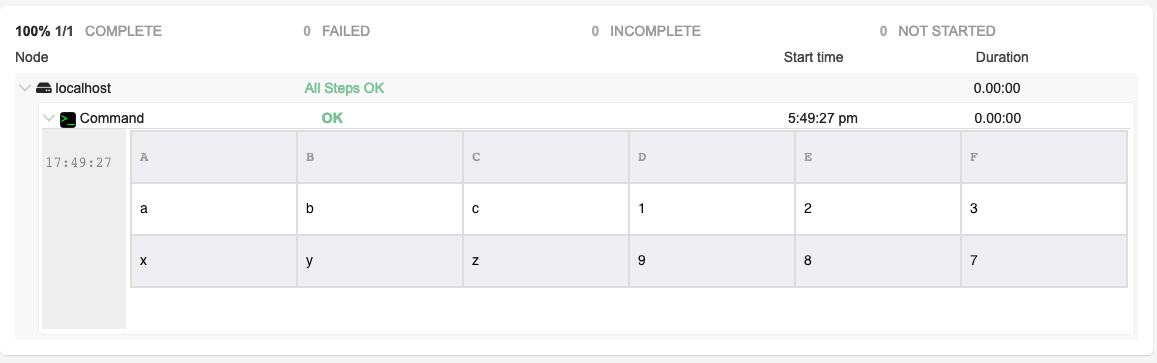 100% 1/1 COMPLETE 0 FAILED 0 INCOMPLETE 0 NOT STARTED
Node Start time Duration
localhost All Steps OK 0.00:00
>_ Command OK 5:49:27 pm 0.00:00
17:49:27 A B C D E F
a b c 1 2 3
x y z 9 8 7